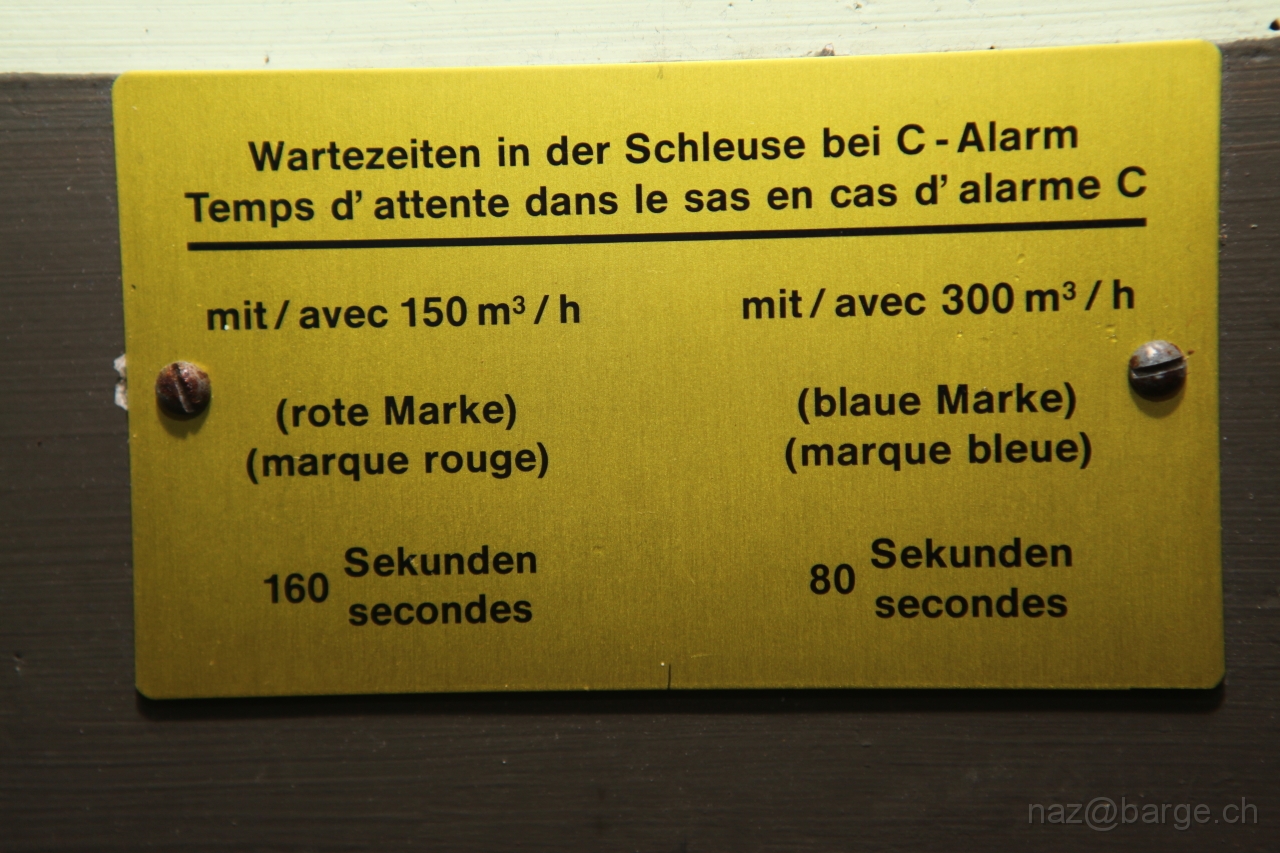 Wartezeiten in der Schleuse bei C - Alarm
Temps d' attente dans le sas en cas d' alarme C
mit / avec 150 m³ / h
(rote Marke)
(marque rouge)
160 Sekunden
secondes
mit / avec 300 m³ / h
(blaue Marke)
(marque bleue)
80 Sekunden
secondes
naz@barge.ch